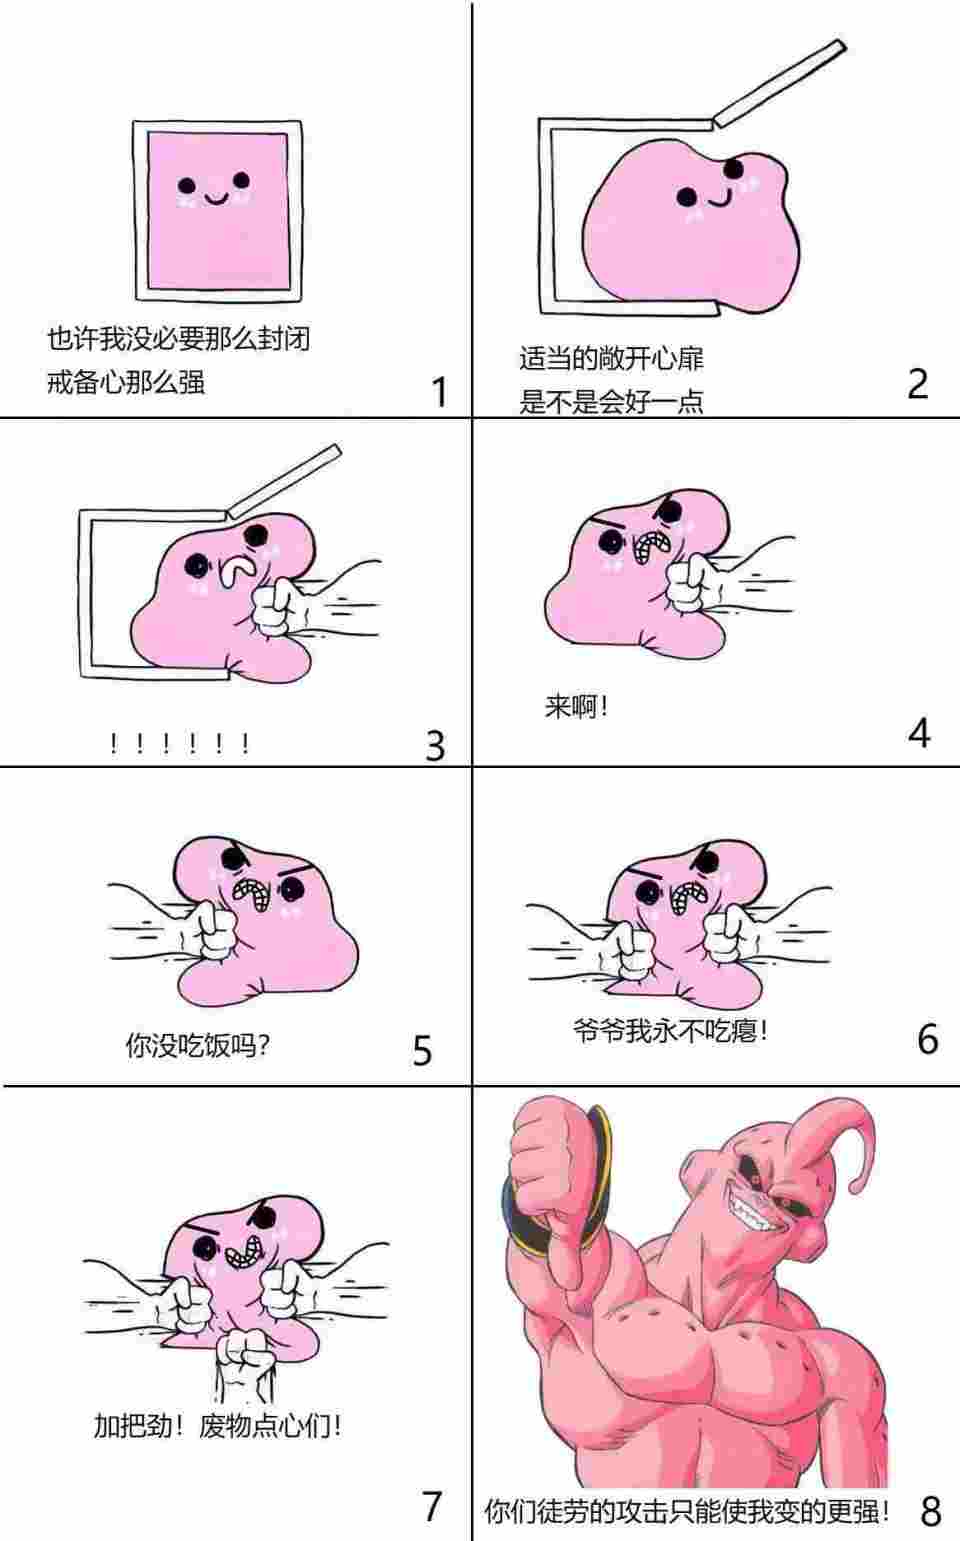 也许我没必要那么封闭
戒备心那么强
1
适当的敞开心扉
是不是会好一点
2
！！！！！！
3
来啊！
4
你没吃饭吗？
5
爷爷我永不吃瘪！
6
加把劲！废物点心们！
7
你们徒劳的攻击只能使我变的更强！
8